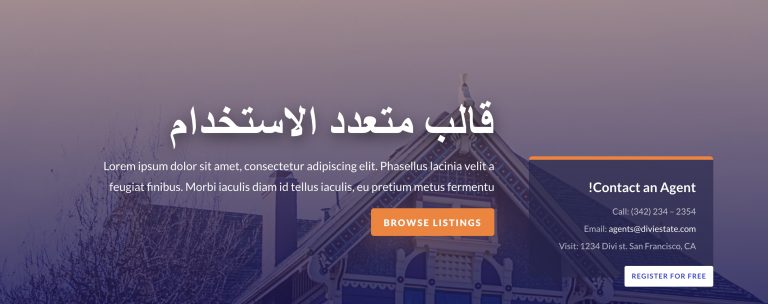 قالب متعدد الاستخدام
Lorem ipsum dolor sit amet, consectetur adipiscing elit. Phasellus lacinia velit a
feugiat finibus. Morbi iaculis diam id tellus iaculis, eu pretium metus fermentu
BROWSE LISTINGS
!Contact an Agent
Call: (342) 234 – 2354
Email: agents@diviestate.com
Visit: 1234 Divi st. San Francisco, CA
REGISTER FOR FREE